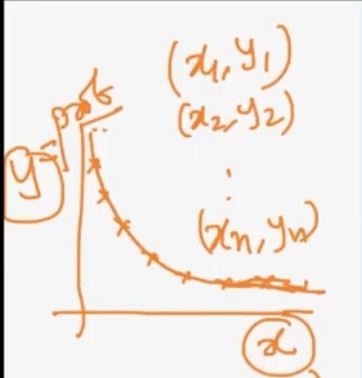 (x₁, y₁)
(x₂, y₂)
⋮
(xₙ, yₙ)
y
x